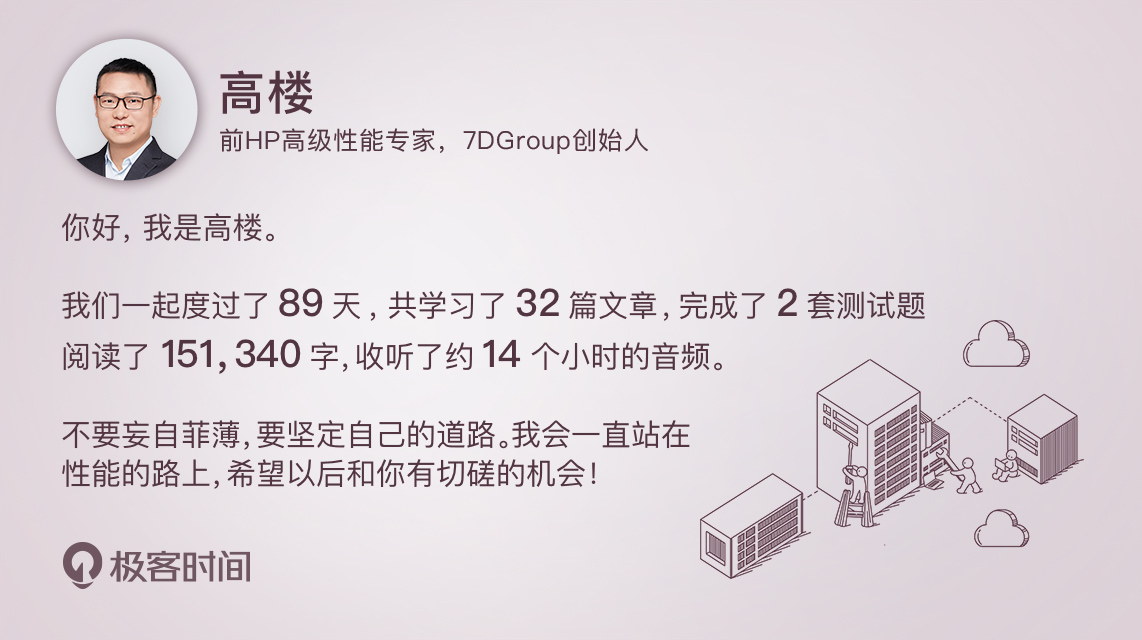 高楼
前HP高级性能专家，7DGroup创始人
你好，我是高楼。
我们一起度过了 89 天，共学习了 32 篇文章，完成了 2 套测试题
阅读了 151,340 字，收听了约 14 个小时的音频。
不要妄自菲薄，要坚定自己的道路。我会一直站在
性能的路上，希望以后和你有切磋的机会！
极客时间